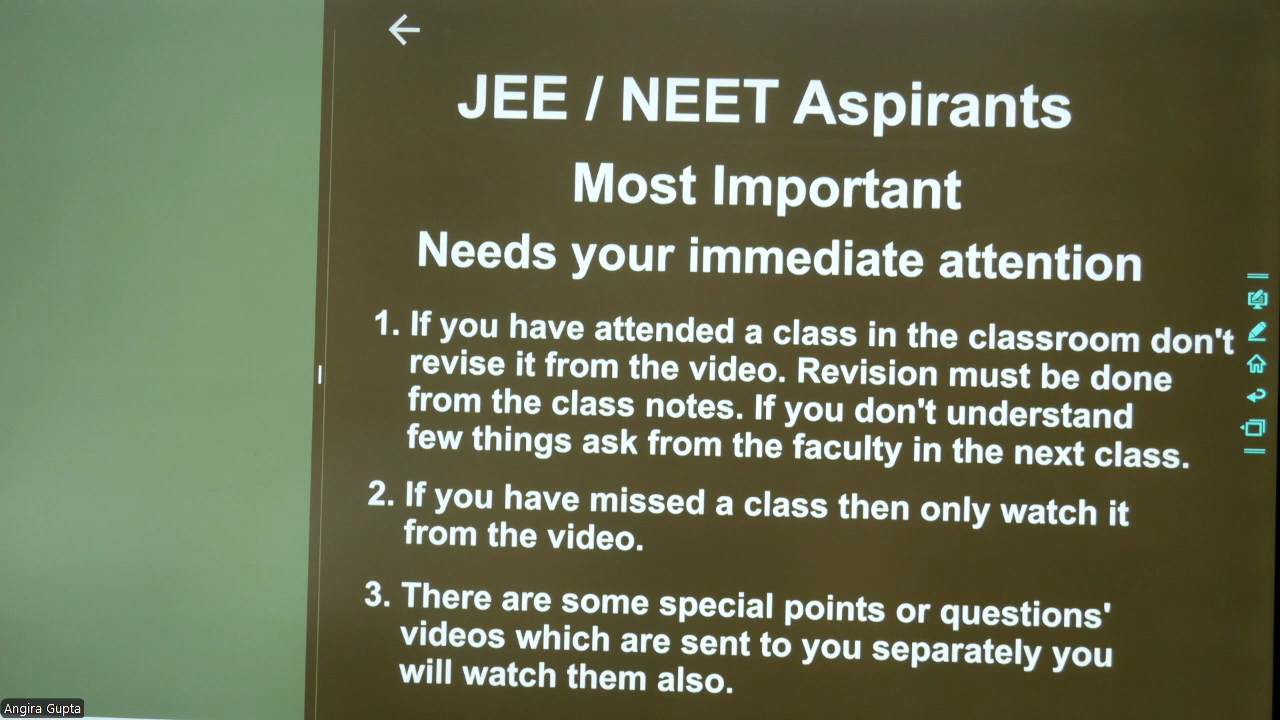 JEE / NEET Aspirants
Most Important
Needs your immediate attention
1. If you have attended a class in the classroom don't
revise it from the video. Revision must be done
from the class notes. If you don't understand
few things ask from the faculty in the next class.
2. If you have missed a class then only watch it
from the video.
3. There are some special points or questions'
videos which are sent to you separately you
will watch them also.
Angira Gupta